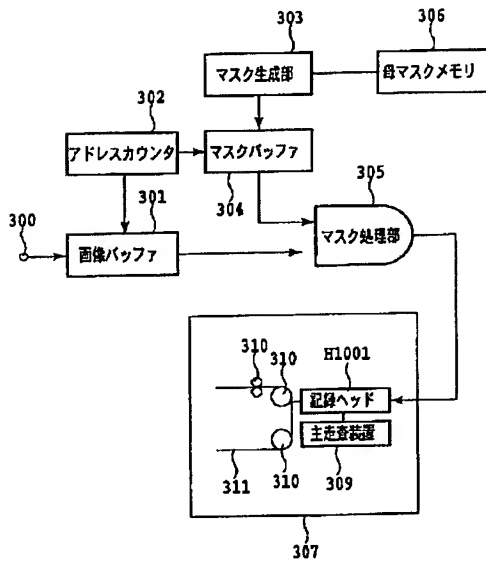 303
306
マスク生成部
母マスクメモリ
302
アドレスカウンタ
マスクバッファ
304
301
305
300
画像バッファ
マスク処理部
310
310
H1001
記録ヘッド
主走査装置
311
310
309
307